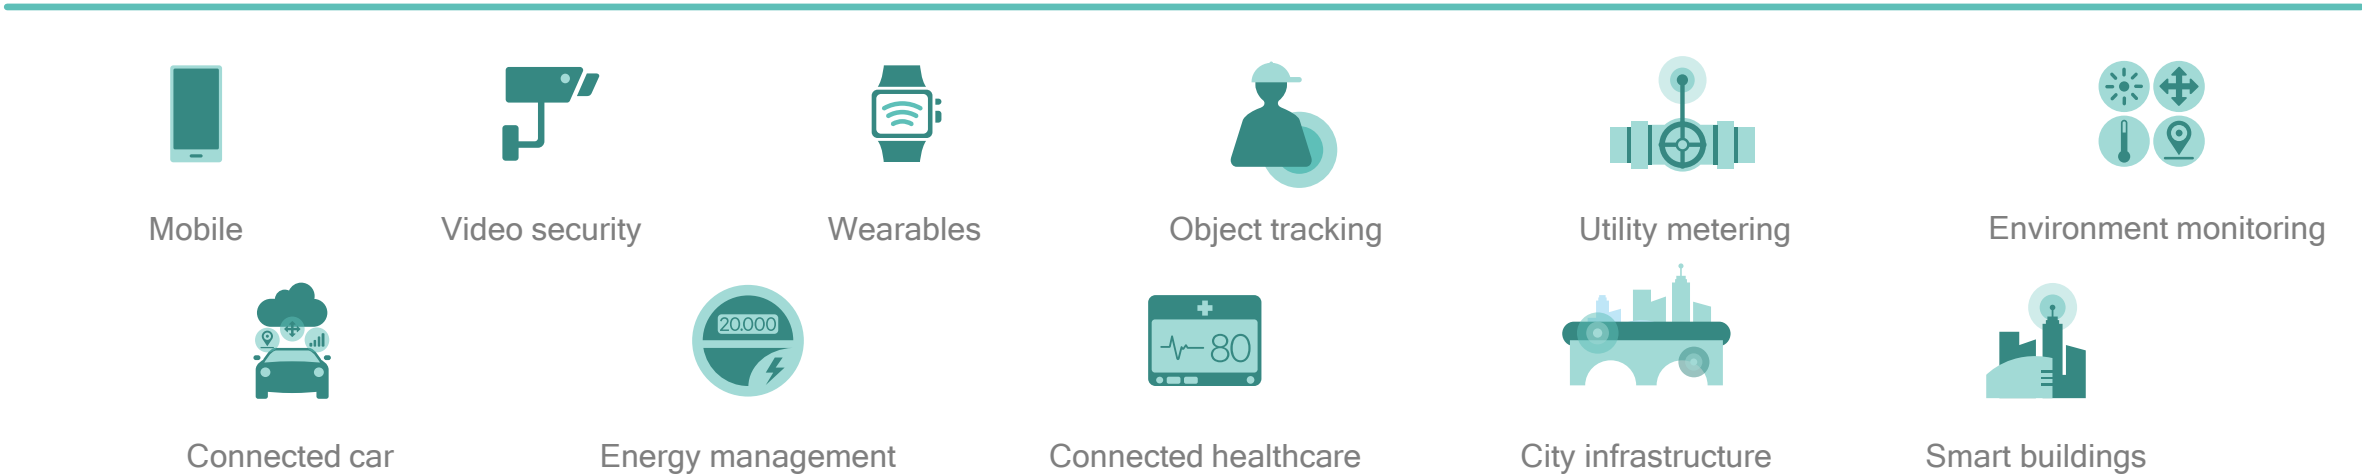 Mobile
Video security
Wearables
Object tracking
Utility metering
Environment monitoring
20.000
80
Connected car
Energy management
Connected healthcare
City infrastructure
Smart buildings